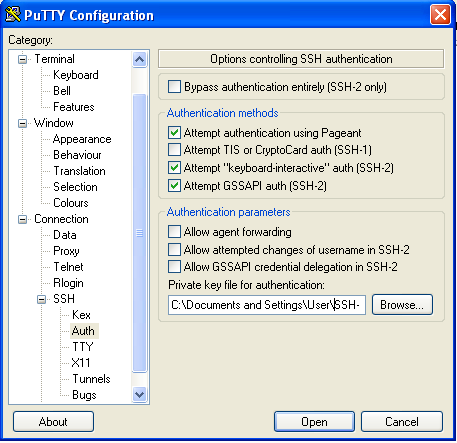 PuTTY Configuration
Category:
Terminal
Keyboard
Bell
Features
Window
Appearance
Behaviour
Translation
Selection
Colours
Connection
Data
Proxy
Telnet
Rlogin
SSH
Kex
Auth
TTY
X11
Tunnels
Bugs
Options controlling SSH authentication
Bypass authentication entirely (SSH-2 only)
Authentication methods
Attempt authentication using Pageant
Attempt TIS or CryptoCard auth (SSH-1)
Attempt "keyboard-interactive" auth (SSH-2)
Attempt GSSAPI auth (SSH-2)
Authentication parameters
Allow agent forwarding
Allow attempted changes of username in SSH-2
Allow GSSAPI credential delegation in SSH-2
Private key file for authentication:
C:\Documents and Settings\User\SSH-
Browse...
About
Open
Cancel